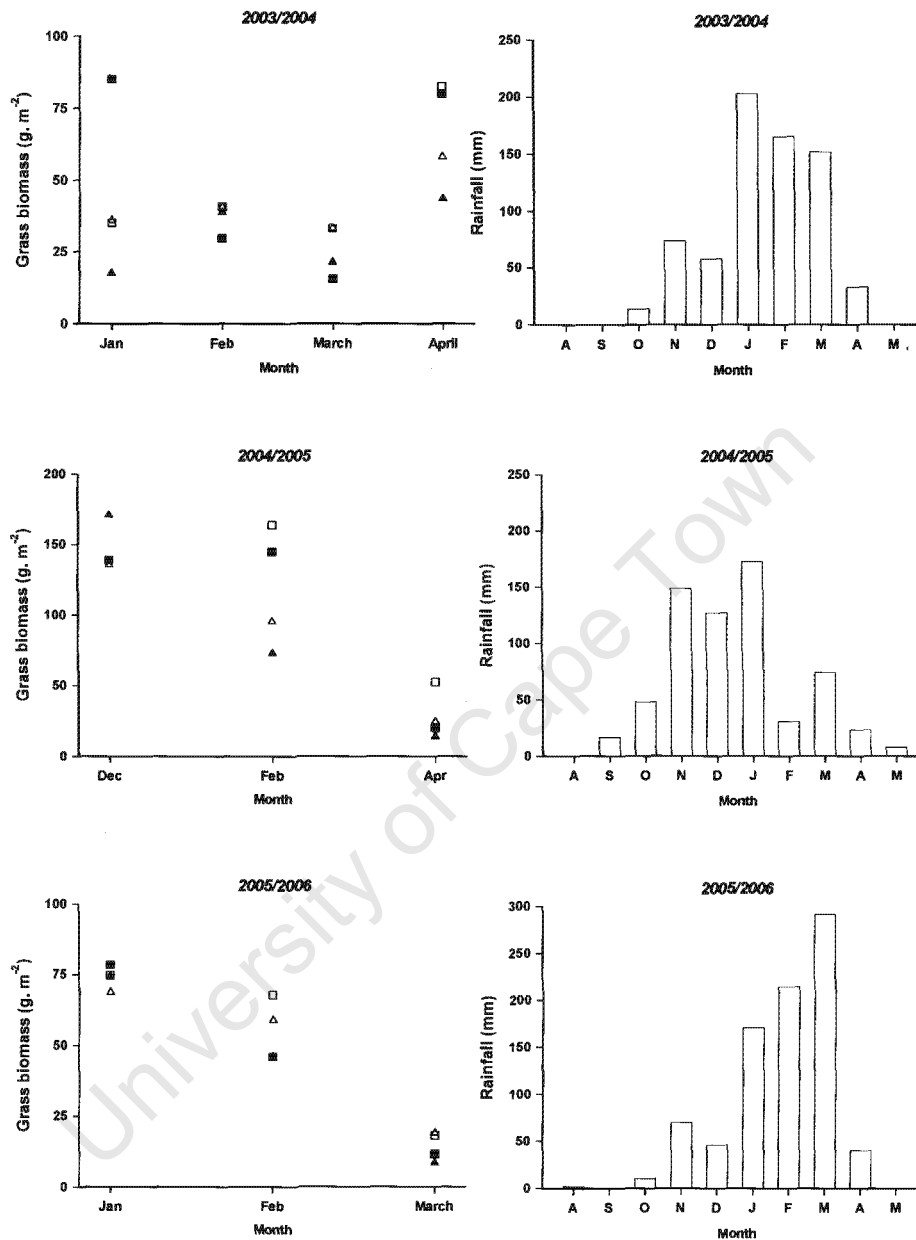 2003/2004
100
75
50
25
0
Grass biomass (g. m-2)
Jan Feb March April
Month
2003/2004
250
200
150
100
50
0
Rainfall (mm)
A S O N D J F M A M
Month
2004/2005
200
150
100
50
0
Grass biomass (g. m-2)
Dec Feb Apr
Month
2004/2005
250
200
150
100
50
0
Rainfall (mm)
A S O N D J F M A M
Month
2005/2006
100
75
50
25
0
Grass biomass (g. m-2)
Jan Feb March
Month
2005/2006
300
250
200
150
100
50
0
Rainfall (mm)
A S O N D J F M A M
Month
University of Cape Town